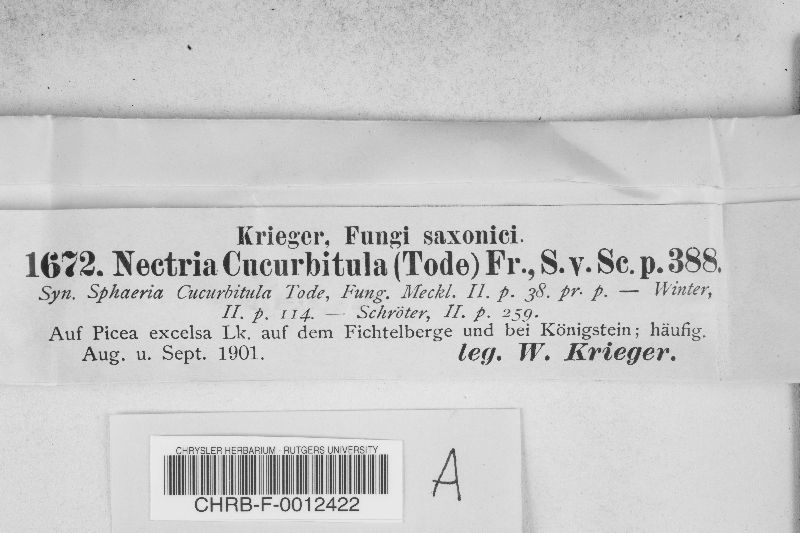 Krieger, Fungi saxonici.
1672. Nectria Cucurbitula (Tode) Fr., S. v. Sc. p. 388.
Syn. Sphaeria Cucurbitula Tode, Fung. Meckl. II. p. 38. pr. p. — Winter,
II. p. 114. — Schröter, II. p. 259.
Auf Picea excelsa Lk. auf dem Fichtelberge und bei Königstein; häufig.
Aug. u. Sept. 1901. leg. W. Krieger.
CHRYSLER HERBARIUM RUTGERS UNIVERSITY
CHRB-F-0012422
A